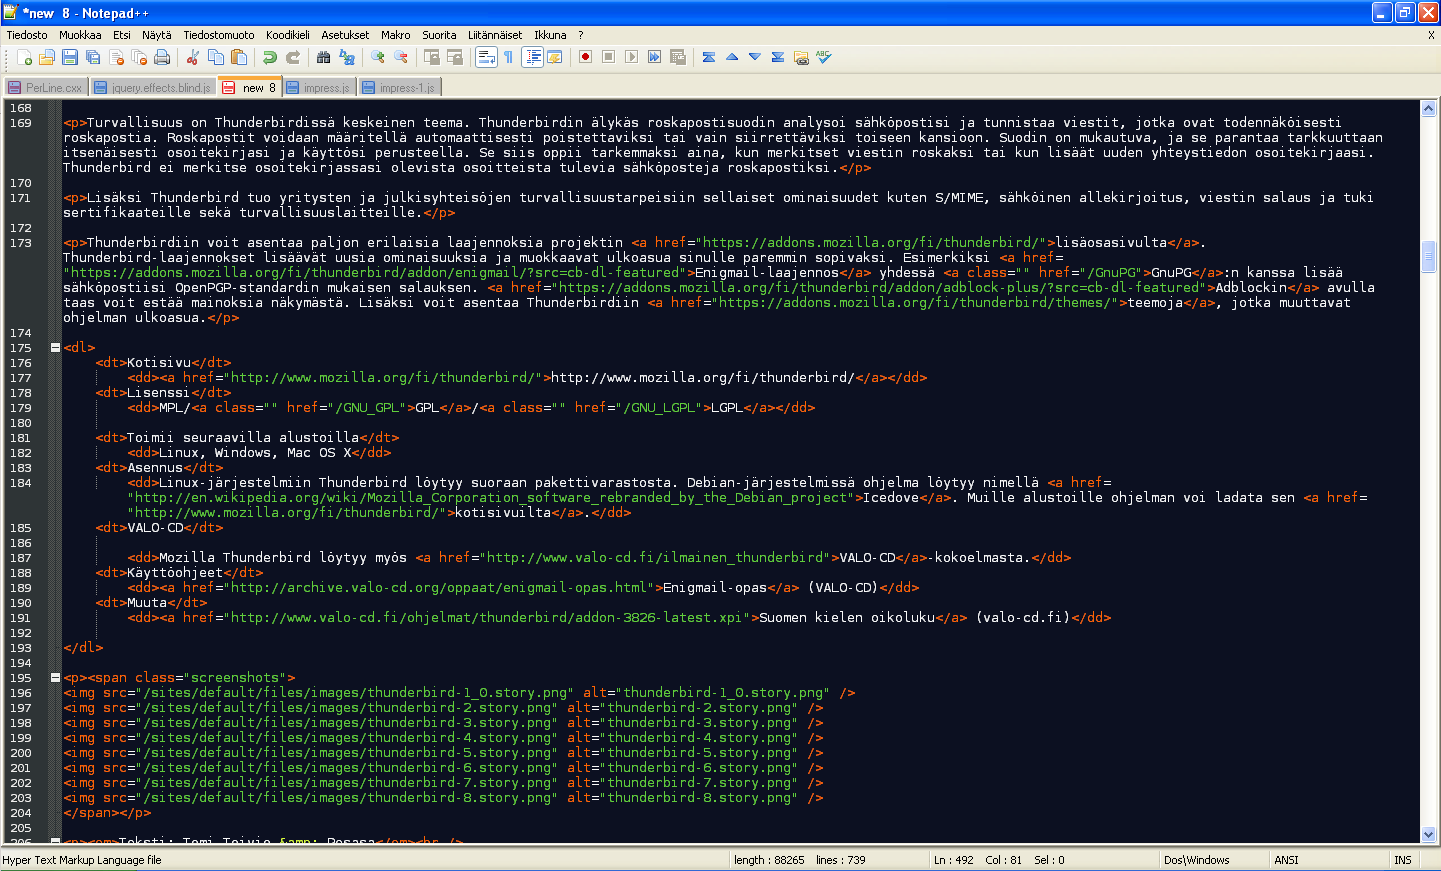 *new  8 - Notepad++
Tiedosto Muokkaa Etsi Näytä Tiedostomuoto Koodikieli Asetukset Makro Suorita Liitännäiset Ikkuna ? X
PerLine.cxx jquery.effects.blind.js new 8 impress.js impress-1.js
168
169 <p>Turvallisuus on Thunderbirdissä keskeinen teema. Thunderbirdin älykäs roskapostisuodin analysoi sähköpostisi ja tunnistaa viestit, jotka ovat todennäköisesti
roskapostia. Roskapostit voidaan määritellä automaattisesti poistettaviksi tai vain siirrettäviksi toiseen kansioon. Suodin on mukautuva, ja se parantaa tarkkuuttaan
itsenäisesti osoitekirjasi ja käyttösi perusteella. Se siis oppii tarkemmaksi aina, kun merkitset viestin roskaksi tai kun lisäät uuden yhteystiedon osoitekirjaasi.
Thunderbird ei merkitse osoitekirjassasi olevista osoitteista tulevia sähköposteja roskapostiksi.</p>
170
171 <p>Lisäksi Thunderbird tuo yritysten ja julkisyhteisöjen turvallisuustarpeisiin sellaiset ominaisuudet kuten S/MIME, sähköinen allekirjoitus, viestin salaus ja tuki
sertifikaateille sekä turvallisuuslaitteille.</p>
172
173 <p>Thunderbirdiin voit asentaa paljon erilaisia laajennoksia projektin <a href="https://addons.mozilla.org/fi/thunderbird/">lisäosasivulta</a>.
Thunderbird-laajennokset lisäävät uusia ominaisuuksia ja muokkaavat ulkoasua sinulle paremmin sopivaksi. Esimerkiksi <a href=
"https://addons.mozilla.org/fi/thunderbird/addon/enigmail/?src=cb-dl-featured">Enigmail-laajennos</a> yhdessä <a class="" href="/GnuPG">GnuPG</a>:n kanssa lisää
sähköpostiisi OpenPGP-standardin mukaisen salauksen. <a href="https://addons.mozilla.org/fi/thunderbird/addon/adblock-plus/?src=cb-dl-featured">Adblockin</a> avulla
taas voit estää mainoksia näkymästä. Lisäksi voit asentaa Thunderbirdiin <a href="https://addons.mozilla.org/fi/thunderbird/themes/">teemoja</a>, jotka muuttavat
ohjelman ulkoasua.</p>
174
175 <dl>
176 <dt>Kotisivu</dt>
177 <dd><a href="http://www.mozilla.org/fi/thunderbird/">http://www.mozilla.org/fi/thunderbird/</a></dd>
178 <dt>Lisenssi</dt>
179 <dd>MPL/<a class="" href="/GNU_GPL">GPL</a>/<a class="" href="/GNU_LGPL">LGPL</a></dd>
180
181 <dt>Toimii seuraavilla alustoilla</dt>
182 <dd>Linux, Windows, Mac OS X</dd>
183 <dt>Asennus</dt>
184 <dd>Linux-järjestelmiin Thunderbird löytyy suoraan pakettivarastosta. Debian-järjestelmissä ohjelma löytyy nimellä <a href=
"http://en.wikipedia.org/wiki/Mozilla_Corporation_software_rebranded_by_the_Debian_project">Icedove</a>. Muille alustoille ohjelman voi ladata sen <a href=
"http://www.mozilla.org/fi/thunderbird/">kotisivuilta</a>.</dd>
185 <dt>VALO-CD</dt>
186
187 <dd>Mozilla Thunderbird löytyy myös <a href="http://www.valo-cd.fi/ilmainen_thunderbird">VALO-CD</a>-kokoelmasta.</dd>
188 <dt>Käyttöohjeet</dt>
189 <dd><a href="http://archive.valo-cd.org/oppaat/enigmail-opas.html">Enigmail-opas</a> (VALO-CD)</dd>
190 <dt>Muuta</dt>
191 <dd><a href="http://www.valo-cd.fi/ohjelmat/thunderbird/addon-3826-latest.xpi">Suomen kielen oikoluku</a> (valo-cd.fi)</dd>
192
193 </dl>
194
195 <p><span class="screenshots">
196 <img src="/sites/default/files/images/thunderbird-1_0.story.png" alt="thunderbird-1_0.story.png" />
197 <img src="/sites/default/files/images/thunderbird-2.story.png" alt="thunderbird-2.story.png" />
198 <img src="/sites/default/files/images/thunderbird-3.story.png" alt="thunderbird-3.story.png" />
199 <img src="/sites/default/files/images/thunderbird-4.story.png" alt="thunderbird-4.story.png" />
200 <img src="/sites/default/files/images/thunderbird-5.story.png" alt="thunderbird-5.story.png" />
201 <img src="/sites/default/files/images/thunderbird-6.story.png" alt="thunderbird-6.story.png" />
202 <img src="/sites/default/files/images/thunderbird-7.story.png" alt="thunderbird-7.story.png" />
203 <img src="/sites/default/files/images/thunderbird-8.story.png" alt="thunderbird-8.story.png" />
204 </span></p>
205
206 <p><em>Teksti: Tomi Toivio &amp; Rosasa</em><br />
Hyper Text Markup Language file length : 88265 lines : 739 Ln : 492 Col : 81 Sel : 0 Dos\Windows ANSI INS